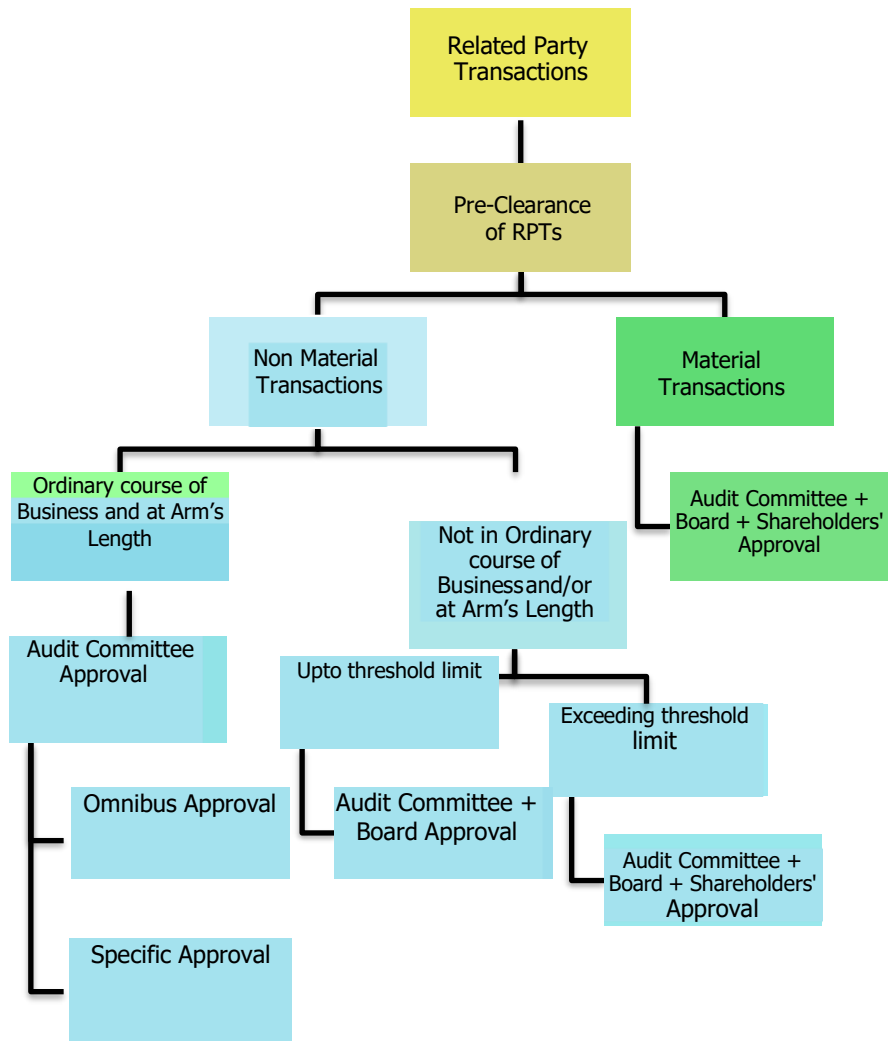 Related Party
Transactions
Pre-Clearance
of RPTs
Non Material
Transactions
Material
Transactions
Ordinary course of
Business and at Arm's
Length
Not in Ordinary
course of
Business and/or
at Arm's Length
Audit Committee +
Board + Shareholders'
Approval
Audit Committee
Approval
Upto threshold limit
Exceeding threshold
limit
Omnibus Approval
Audit Committee +
Board Approval
Audit Committee +
Board + Shareholders'
Approval
Specific Approval